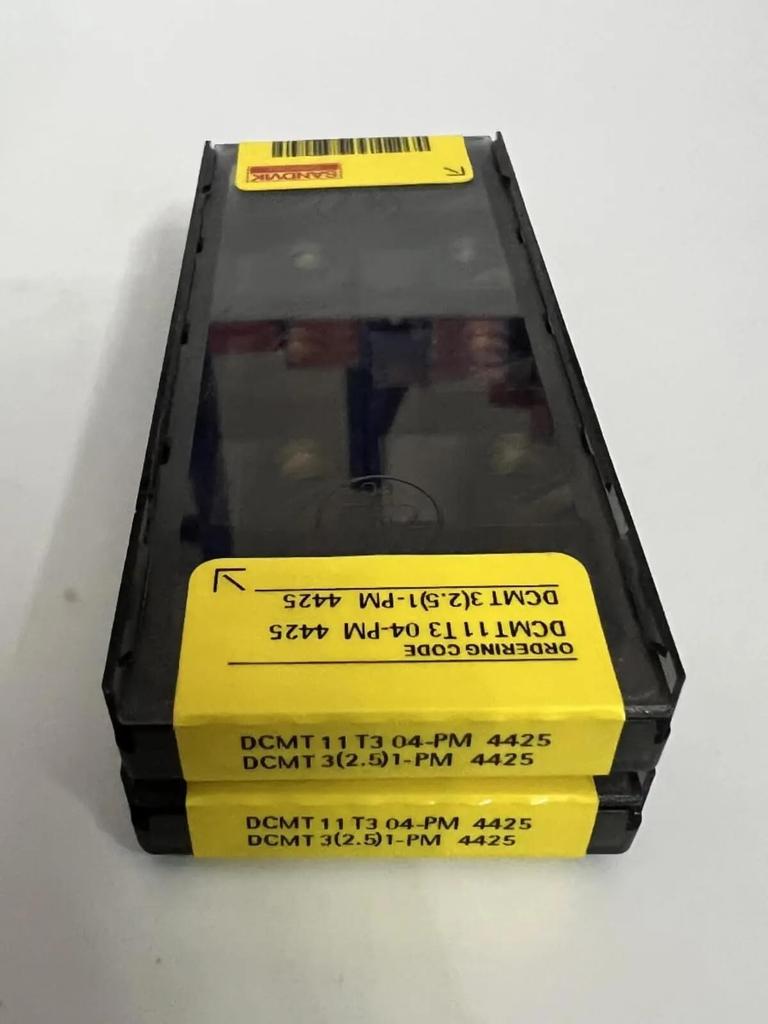 SANDVIK
DCMT 3(2.5)1-PM 4425
DCMT 11 T3 04-PM 4425
ORDERING CODE
DCMT 11 T3 04-PM 4425
DCMT 3(2.5)1-PM 4425
DCMT 11 T3 04-PM 4425
DCMT 3(2.5)1-PM 4425